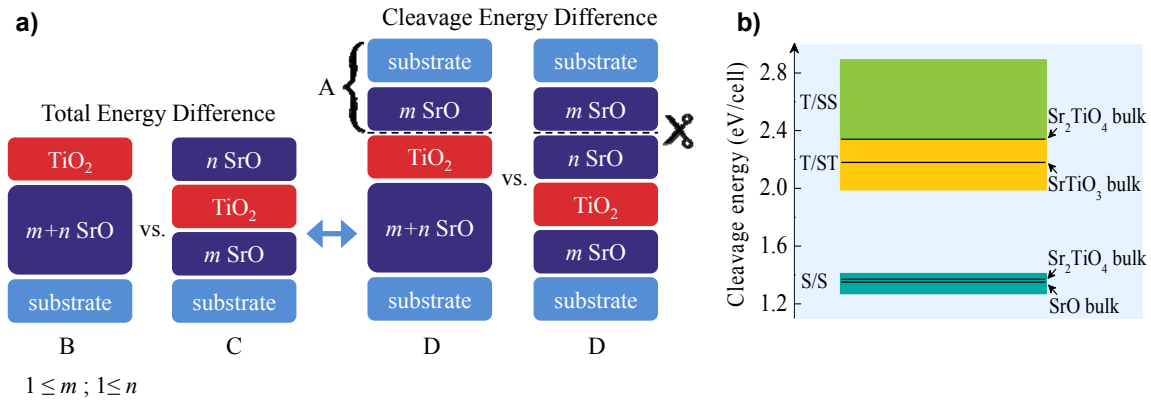 a)
Cleavage Energy Difference
A
substrate
m SrO
TiO₂
m+n SrO
substrate
D
vs.
substrate
m SrO
n SrO
TiO₂
m SrO
substrate
D
Total Energy Difference
TiO₂
m+n SrO
substrate
B
vs.
n SrO
TiO₂
m SrO
substrate
C
1 ≤ m ; 1≤ n
b)
Cleavage energy (eV/cell)
2.8
2.4
2.0
1.6
1.2
T/SS
T/ST
S/S
Sr₂TiO₄ bulk
SrTiO₃ bulk
Sr₂TiO₄ bulk
SrO bulk